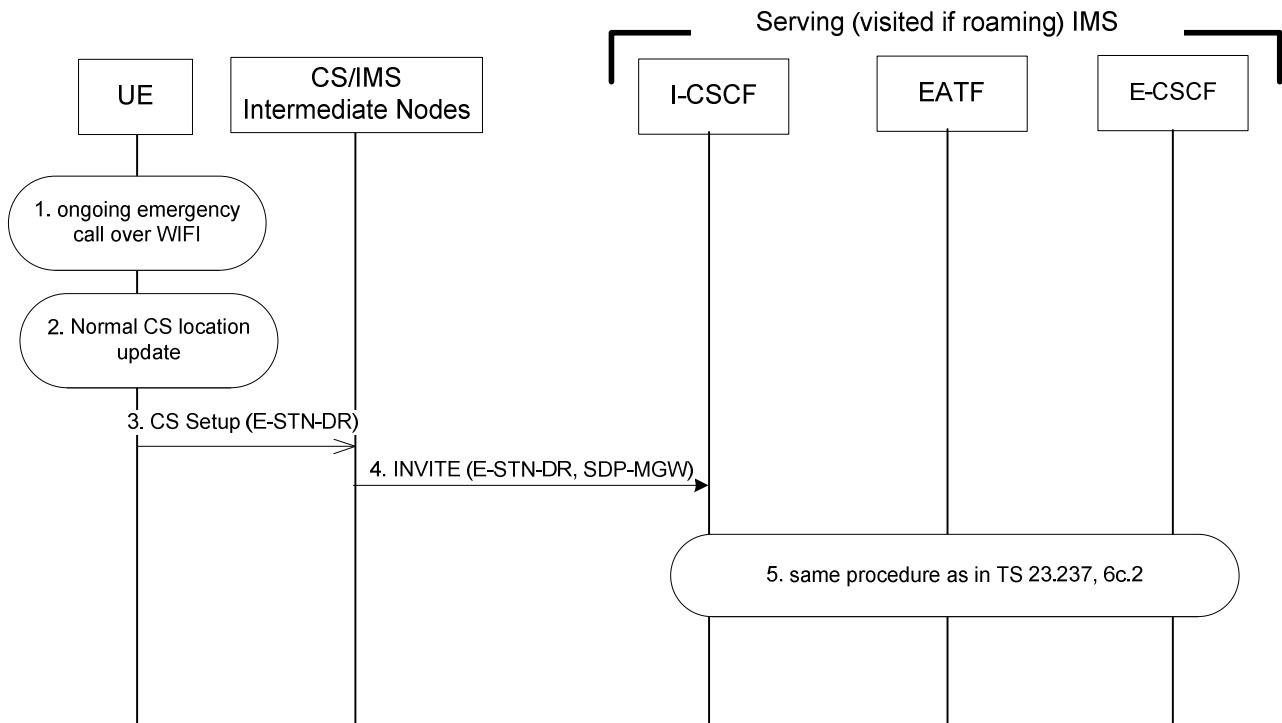 Serving (visited if roaming) IMS
UE
CS/IMS
Intermediate Nodes
I-CSCF
EATF
E-CSCF
1. ongoing emergency
call over WIFI
2. Normal CS location
update
3. CS Setup (E-STN-DR)
4. INVITE (E-STN-DR, SDP-MGW)
5. same procedure as in TS 23.237, 6c.2